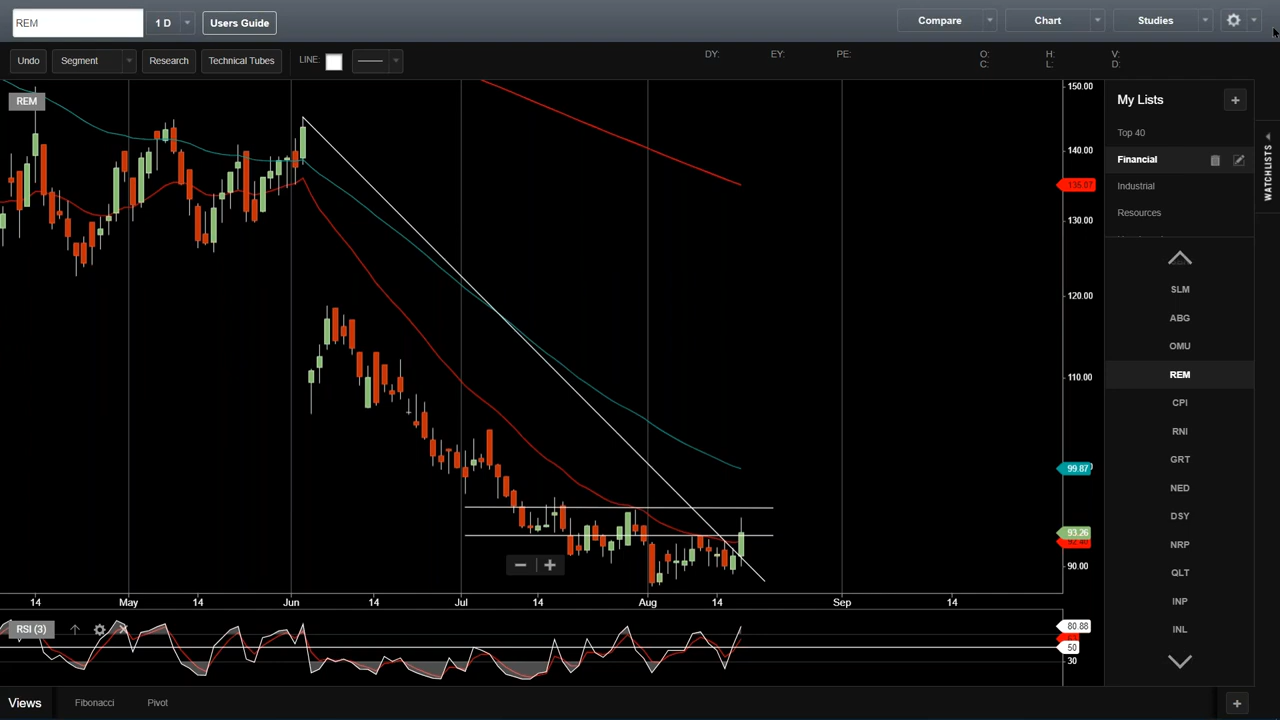 REM
1 D
Users Guide
Compare
Chart
Studies
Undo
Segment
Research
Technical Tubes
LINE:
DY:
EY:
PE:
O:
H:
V:
C:
L:
D:
REM
150.00
140.00
130.00
120.00
110.00
99.87
93.26
90.00
My Lists
Top 40
Financial
Industrial
Resources
WATCHLISTS
SLM
ABG
OMU
REM
CPI
RNI
GRT
NED
DSY
NRP
QLT
INP
INL
14
May
14
Jun
14
Jul
14
Aug
14
Sep
14
RSI (3)
80.88
50
30
Views
Fibonacci
Pivot